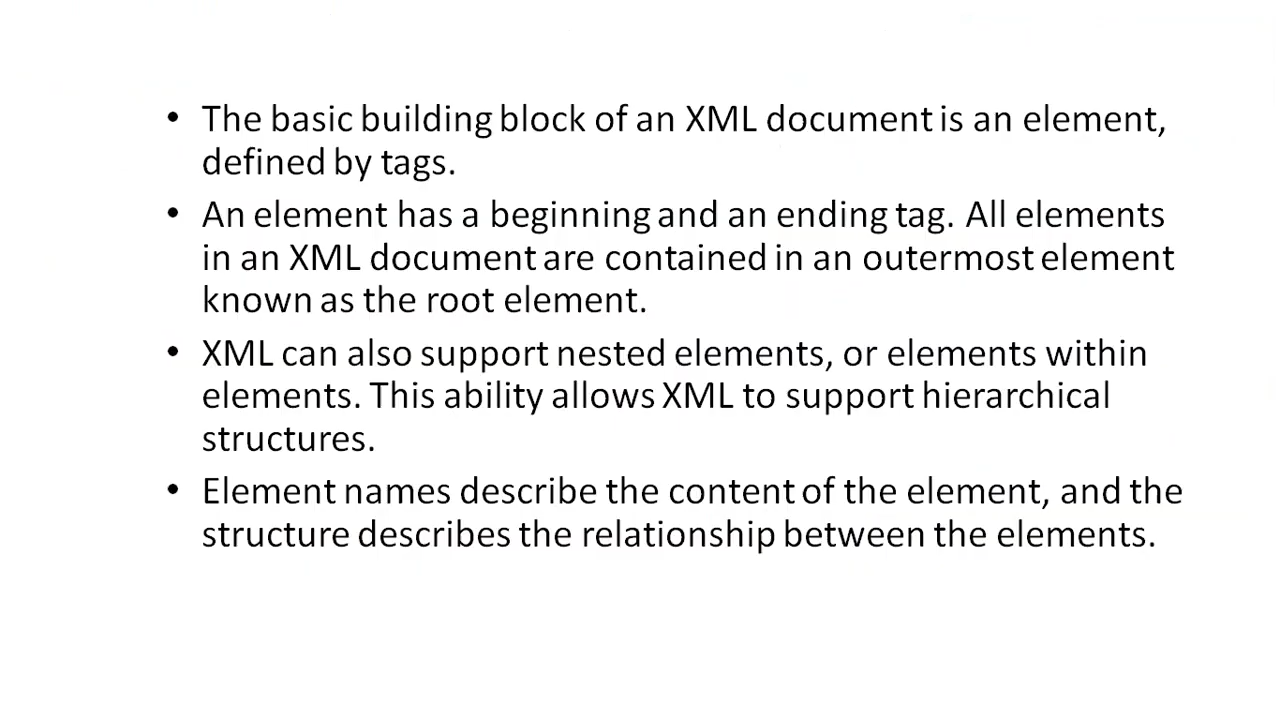 • The basic building block of an XML document is an element,
defined by tags.
• An element has a beginning and an ending tag. All elements
in an XML document are contained in an outermost element
known as the root element.
• XML can also support nested elements, or elements within
elements. This ability allows XML to support hierarchical
structures.
• Element names describe the content of the element, and the
structure describes the relationship between the elements.